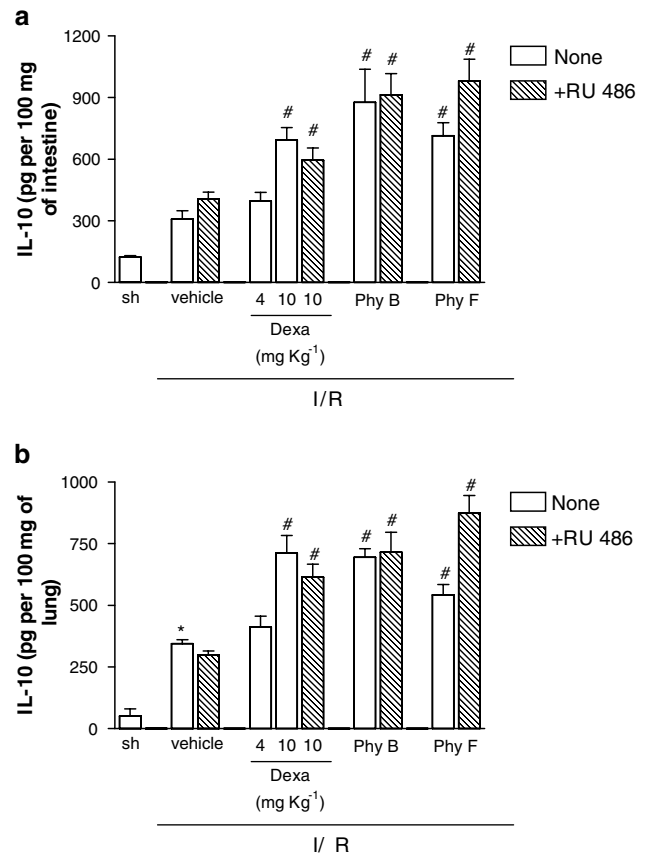 a
IL-10 (pg per 100 mg
of intestine)
1200
900
600
300
0
# # # # # #
None
+RU 486
sh vehicle 4 10 10 Phy B Phy F
Dexa
(mg Kg-1)
I/R
b
IL-10 (pg per 100 mg of
lung)
1000
750
500
250
0
* # # # # # #
None
+RU 486
sh vehicle 4 10 10 Phy B Phy F
Dexa
(mg Kg-1)
I/ R